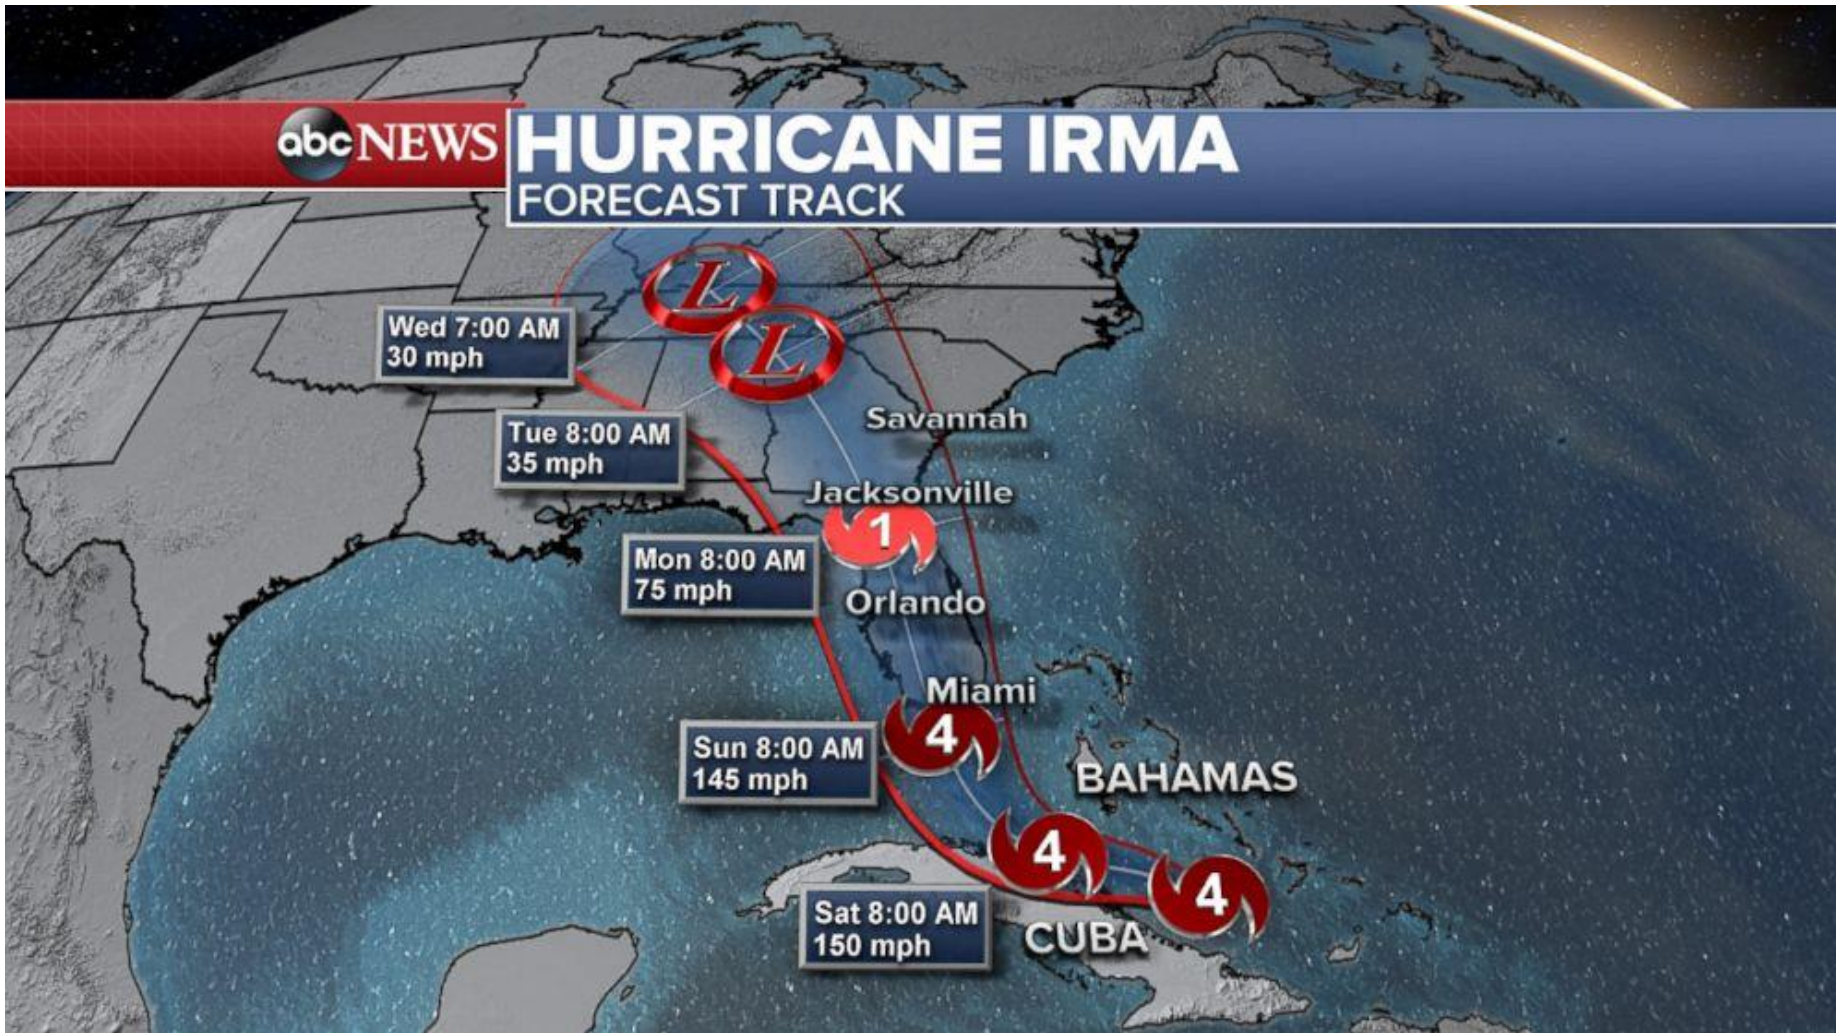 abc NEWS
HURRICANE IRMA
FORECAST TRACK
L
L
Wed 7:00 AM
30 mph
Tue 8:00 AM
35 mph
Savannah
Jacksonville
1
Mon 8:00 AM
75 mph
Orlando
Miami
4
Sun 8:00 AM
145 mph
BAHAMAS
4
4
Sat 8:00 AM
150 mph
CUBA